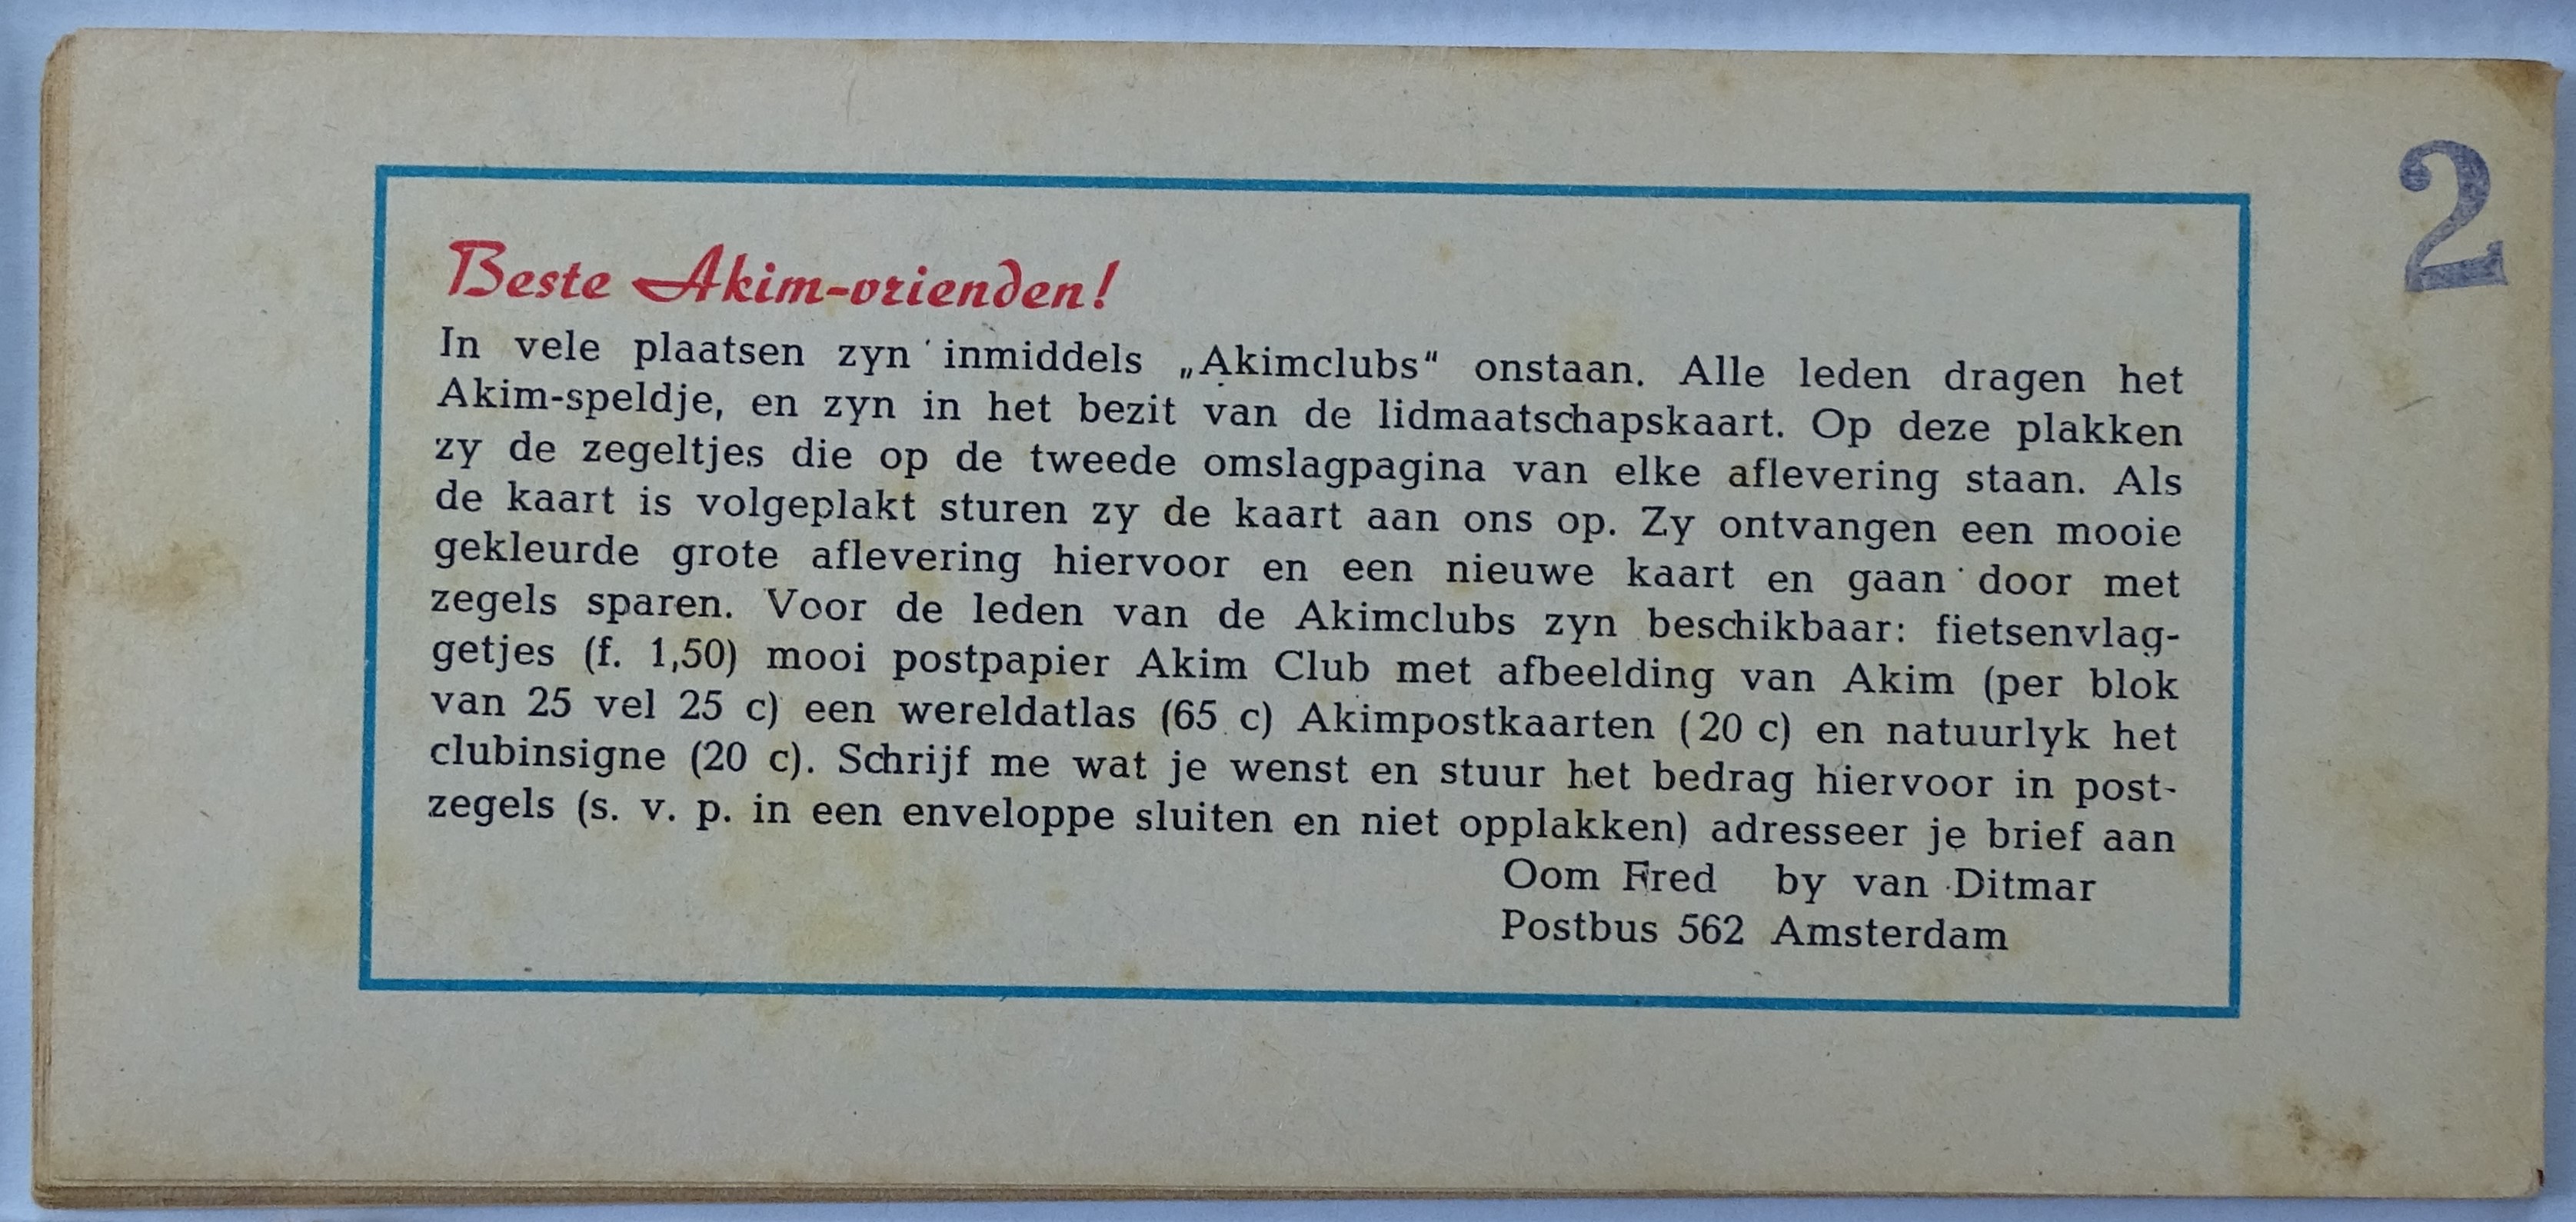 2
Beste Akim-vrienden!
In vele plaatsen zyn inmiddels „Akimclubs“ onstaan. Alle leden dragen het
Akim-speldje, en zyn in het bezit van de lidmaatschapskaart. Op deze plakken
zy de zegeltjes die op de tweede omslagpagina van elke aflevering staan. Als
de kaart is volgeplakt sturen zy de kaart aan ons op. Zy ontvangen een mooie
gekleurde grote aflevering hiervoor en een nieuwe kaart en gaan door met
zegels sparen. Voor de leden van de Akimclubs zyn beschikbaar: fietsenvlag-
getjes (f. 1,50) mooi postpapier Akim Club met afbeelding van Akim (per blok
van 25 vel 25 c) een wereldatlas (65 c) Akimpostkaarten (20 c) en natuurlyk het
clubinsigne (20 c). Schrijf me wat je wenst en stuur het bedrag hiervoor in post-
zegels (s. v. p. in een enveloppe sluiten en niet opplakken) adresseer je brief aan
Oom Fred by van Ditmar
Postbus 562 Amsterdam